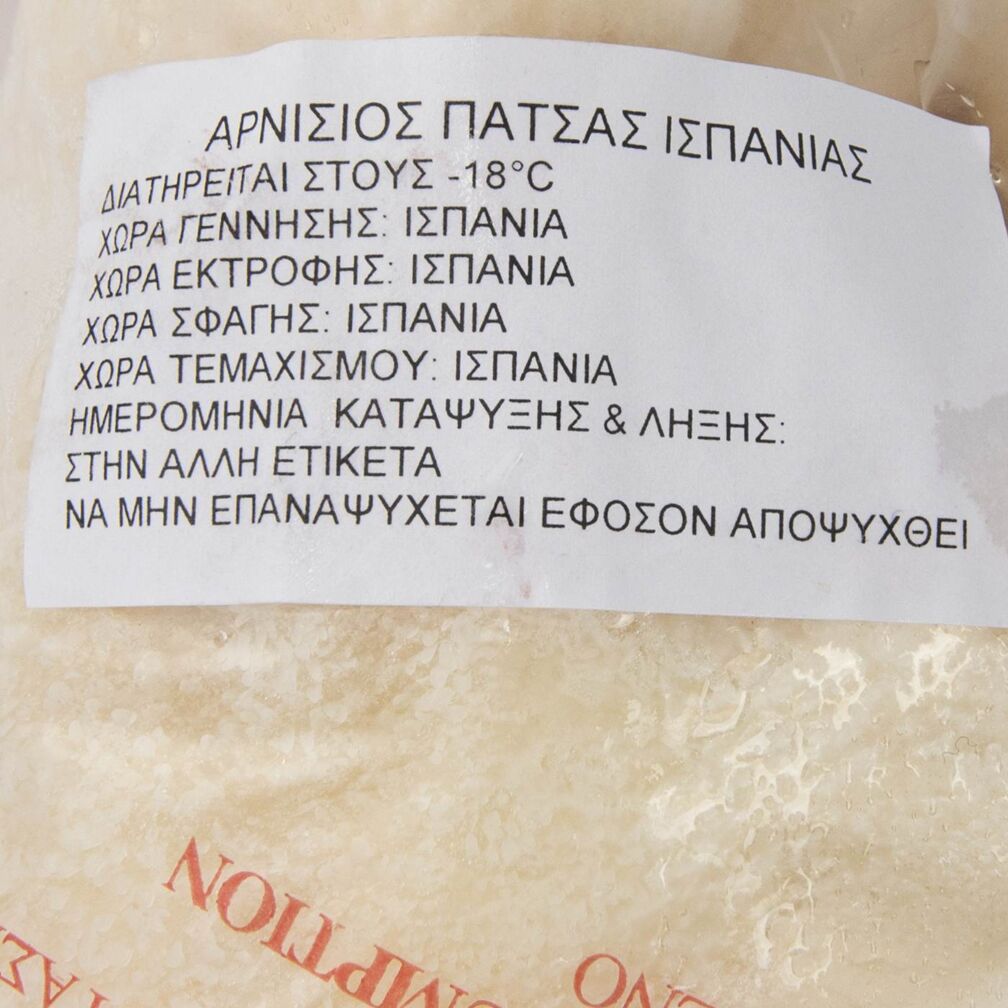 ΑΡΝΙΣΙΟΣ ΠΑΤΣΑΣ ΙΣΠΑΝΙΑΣ
ΔΙΑΤΗΡΕΙΤΑΙ ΣΤΟΥΣ -18°C
ΧΩΡΑ ΓΕΝΝΗΣΗΣ: ΙΣΠΑΝΙΑ
ΧΩΡΑ ΕΚΤΡΟΦΗΣ: ΙΣΠΑΝΙΑ
ΧΩΡΑ ΣΦΑΓΗΣ: ΙΣΠΑΝΙΑ
ΧΩΡΑ ΤΕΜΑΧΙΣΜΟΥ: ΙΣΠΑΝΙΑ
ΗΜΕΡΟΜΗΝΙΑ ΚΑΤΑΨΥΞΗΣ & ΛΗΞΗΣ:
ΣΤΗΝ ΑΛΛΗ ΕΤΙΚΕΤΑ
ΝΑ ΜΗΝ ΕΠΑΝΑΨΥΧΕΤΑΙ ΕΦΟΣΟΝ ΑΠΟΨΥΧΘΕΙ